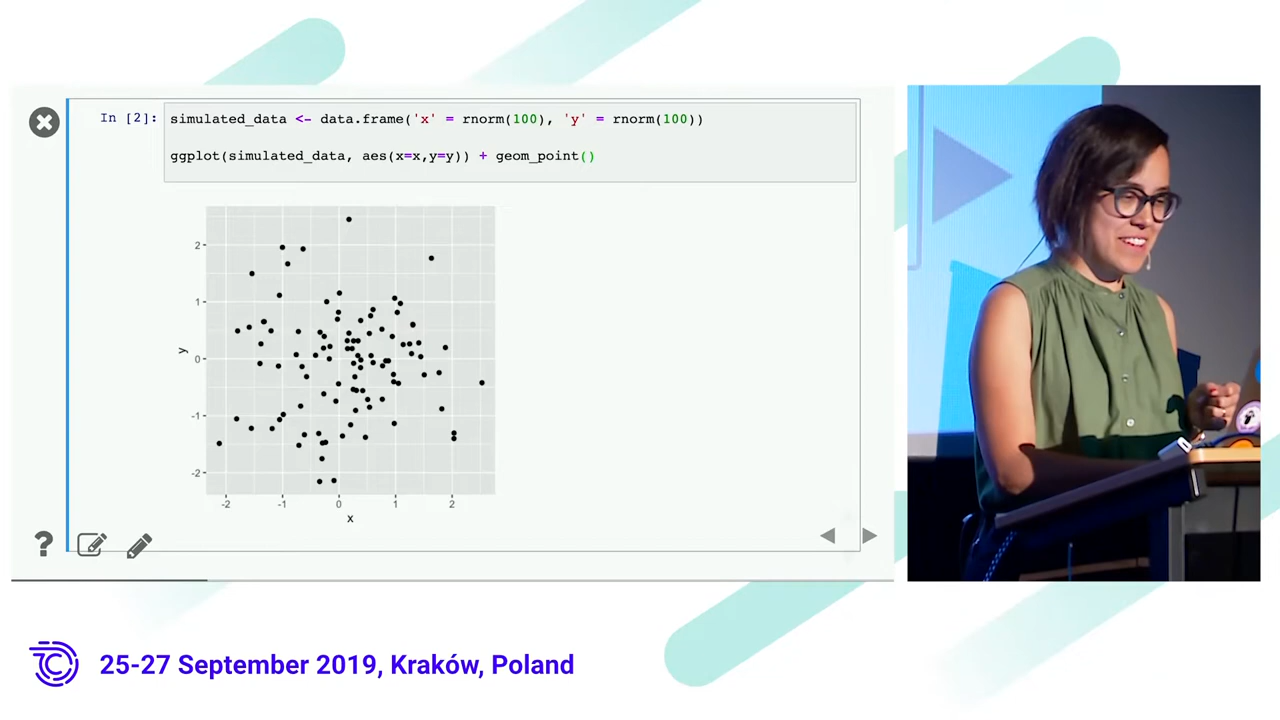 In [2]:
simulated_data <- data.frame('x' = rnorm(100), 'y' = rnorm(100))
ggplot(simulated_data, aes(x=x,y=y)) + geom_point()
2
1
y
0
-1
-2
-2 -1 0 1 2
x
?
25-27 September 2019, Kraków, Poland